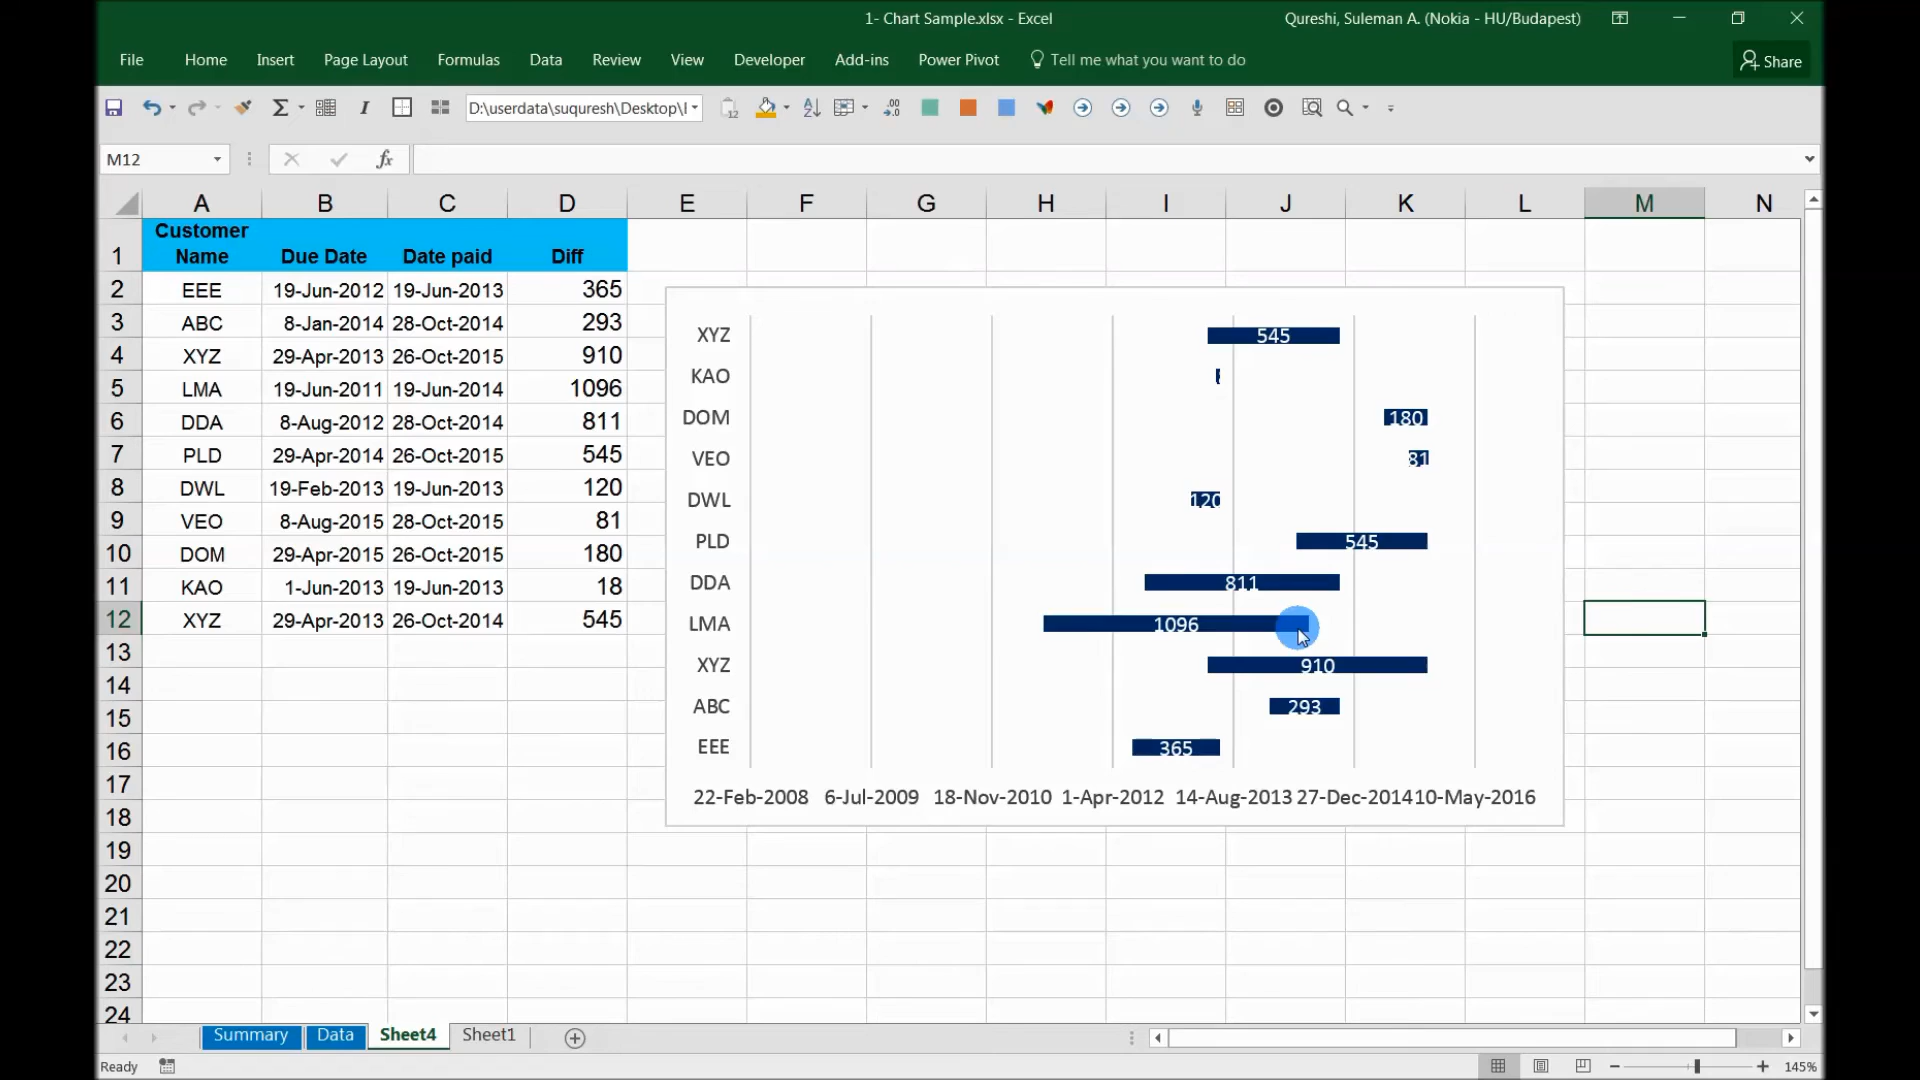 1- Chart Sample.xlsx - Excel
Qureshi, Suleman A. (Nokia - HU/Budapest)
File Home Insert Page Layout Formulas Data Review View Developer Add-ins Power Pivot Tell me what you want to do Share
D:\userdata\suquresh\Desktop\
M12 fx
A B C D E F G H I J K L M N
1 Customer Name Due Date Date paid Diff
2 EEE 19-Jun-2012 19-Jun-2013 365
3 ABC 8-Jan-2014 28-Oct-2014 293
4 XYZ 29-Apr-2013 26-Oct-2015 910
5 LMA 19-Jun-2011 19-Jun-2014 1096
6 DDA 8-Aug-2012 28-Oct-2014 811
7 PLD 29-Apr-2014 26-Oct-2015 545
8 DWL 19-Feb-2013 19-Jun-2013 120
9 VEO 8-Aug-2015 28-Oct-2015 81
10 DOM 29-Apr-2015 26-Oct-2015 180
11 KAO 1-Jun-2013 19-Jun-2013 18
12 XYZ 29-Apr-2013 26-Oct-2014 545
13
14
15
16
17
18
19
20
21
22
23
24
XYZ 545
KAO
DOM 180
VEO 81
DWL 120
PLD 545
DDA 811
LMA 1096
XYZ 910
ABC 293
EEE 365
22-Feb-2008 6-Jul-2009 18-Nov-2010 1-Apr-2012 14-Aug-2013 27-Dec-2014 10-May-2016
Summary Data Sheet4 Sheet1
Ready
145%